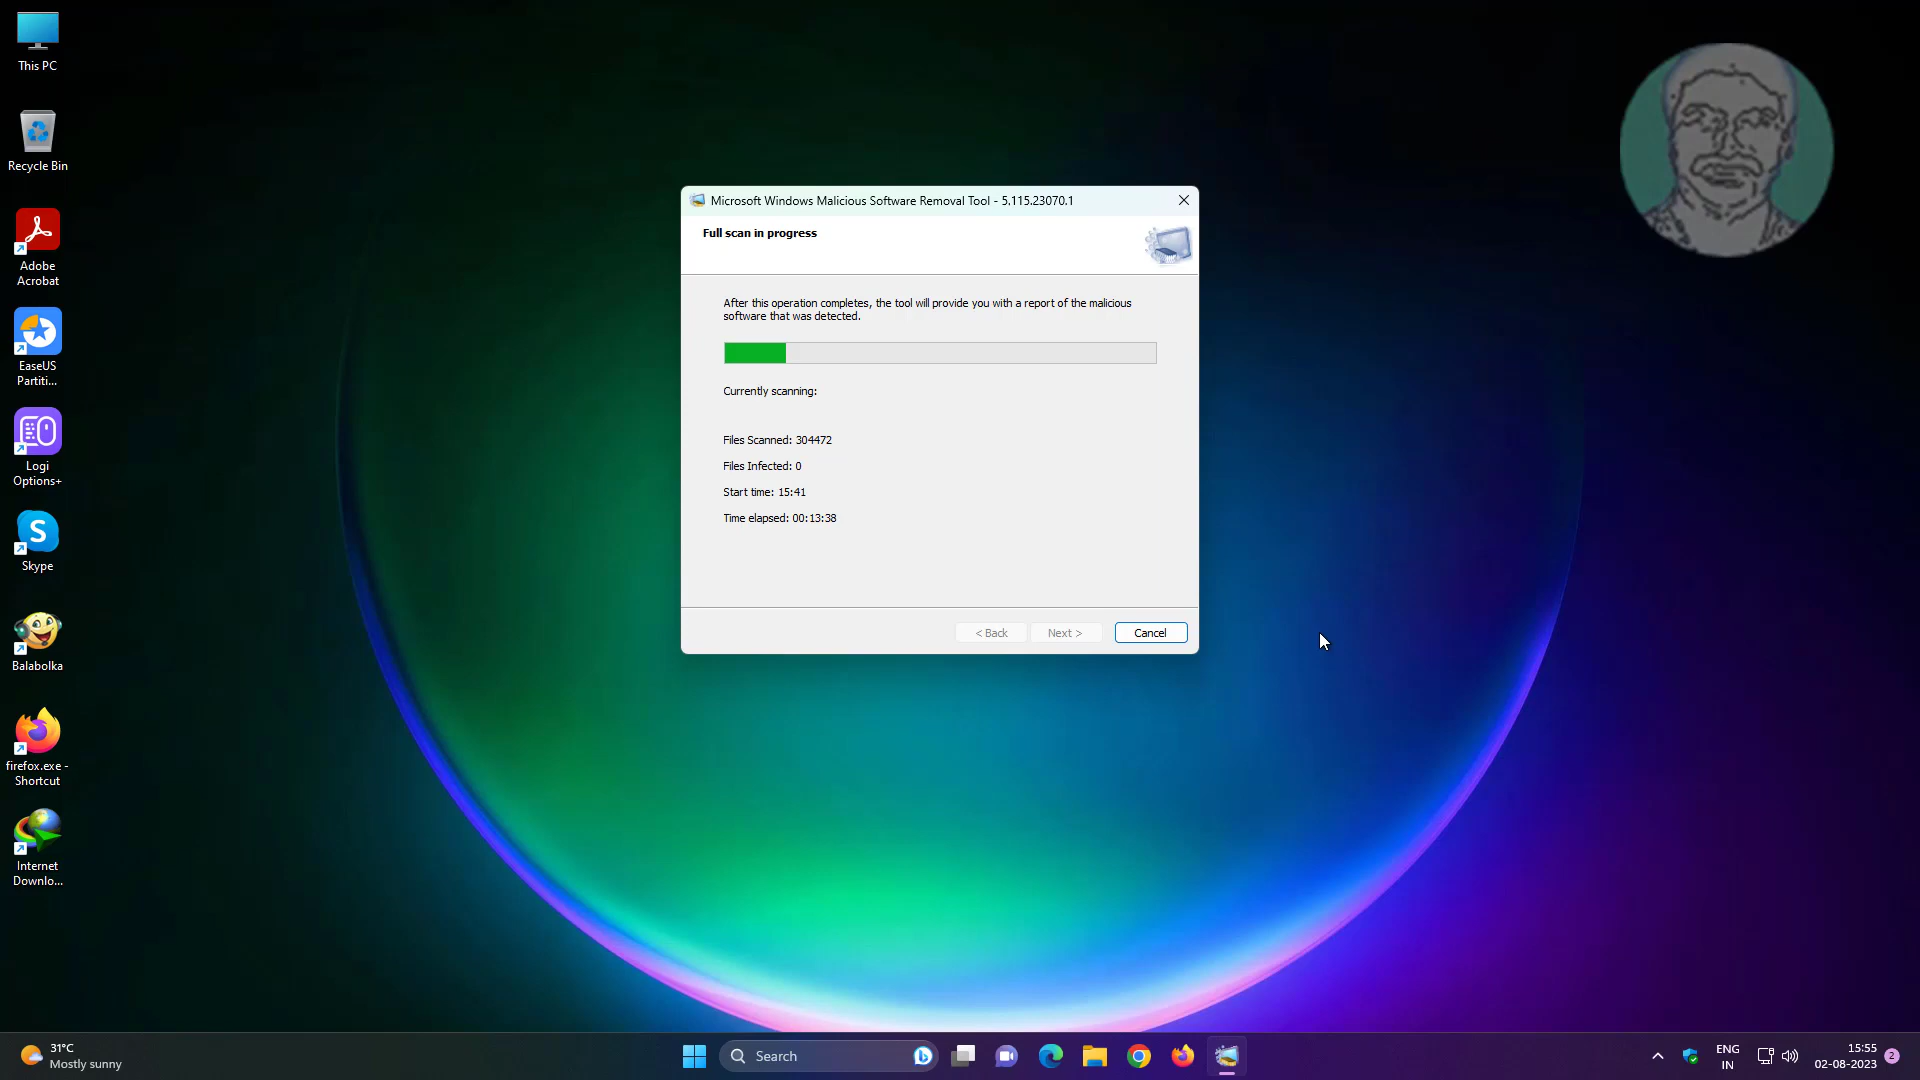 This PC
Recycle Bin
Adobe
Acrobat
EaseUS
Partiti...
Logi
Options+
S
Skype
Balabolka
firefox.exe -
Shortcut
Internet
Downlo...
Microsoft Windows Malicious Software Removal Tool - 5.115.23070.1
Full scan in progress
After this operation completes, the tool will provide you with a report of the malicious
software that was detected.
Currently scanning:
Files Scanned: 304472
Files Infected: 0
Start time: 15:41
Time elapsed: 00:13:38
< Back
Next >
Cancel
31°C
Mostly sunny
Search
ENG
IN
15:55
02-08-2023
2